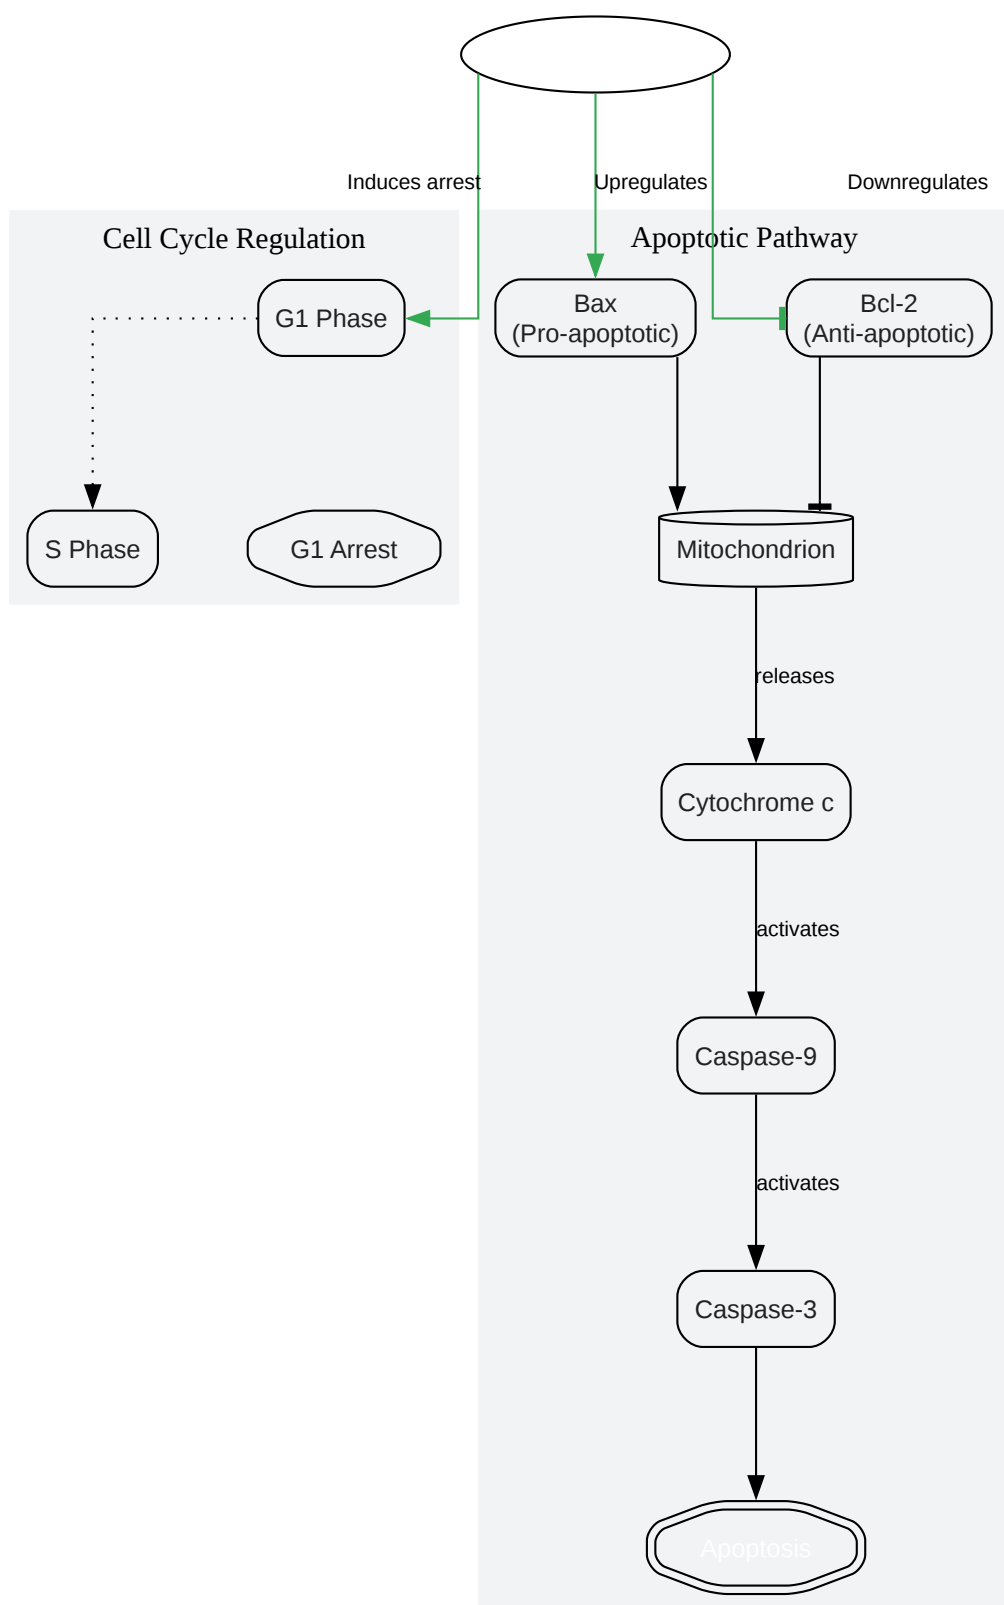 Induces arrest
Upregulates
Downregulates
Cell Cycle Regulation
Apoptotic Pathway
G1 Phase
Bax
(Pro-apoptotic)
Bcl-2
(Anti-apoptotic)
S Phase
G1 Arrest
Mitochondrion
releases
Cytochrome c
activates
Caspase-9
activates
Caspase-3
Apoptosis